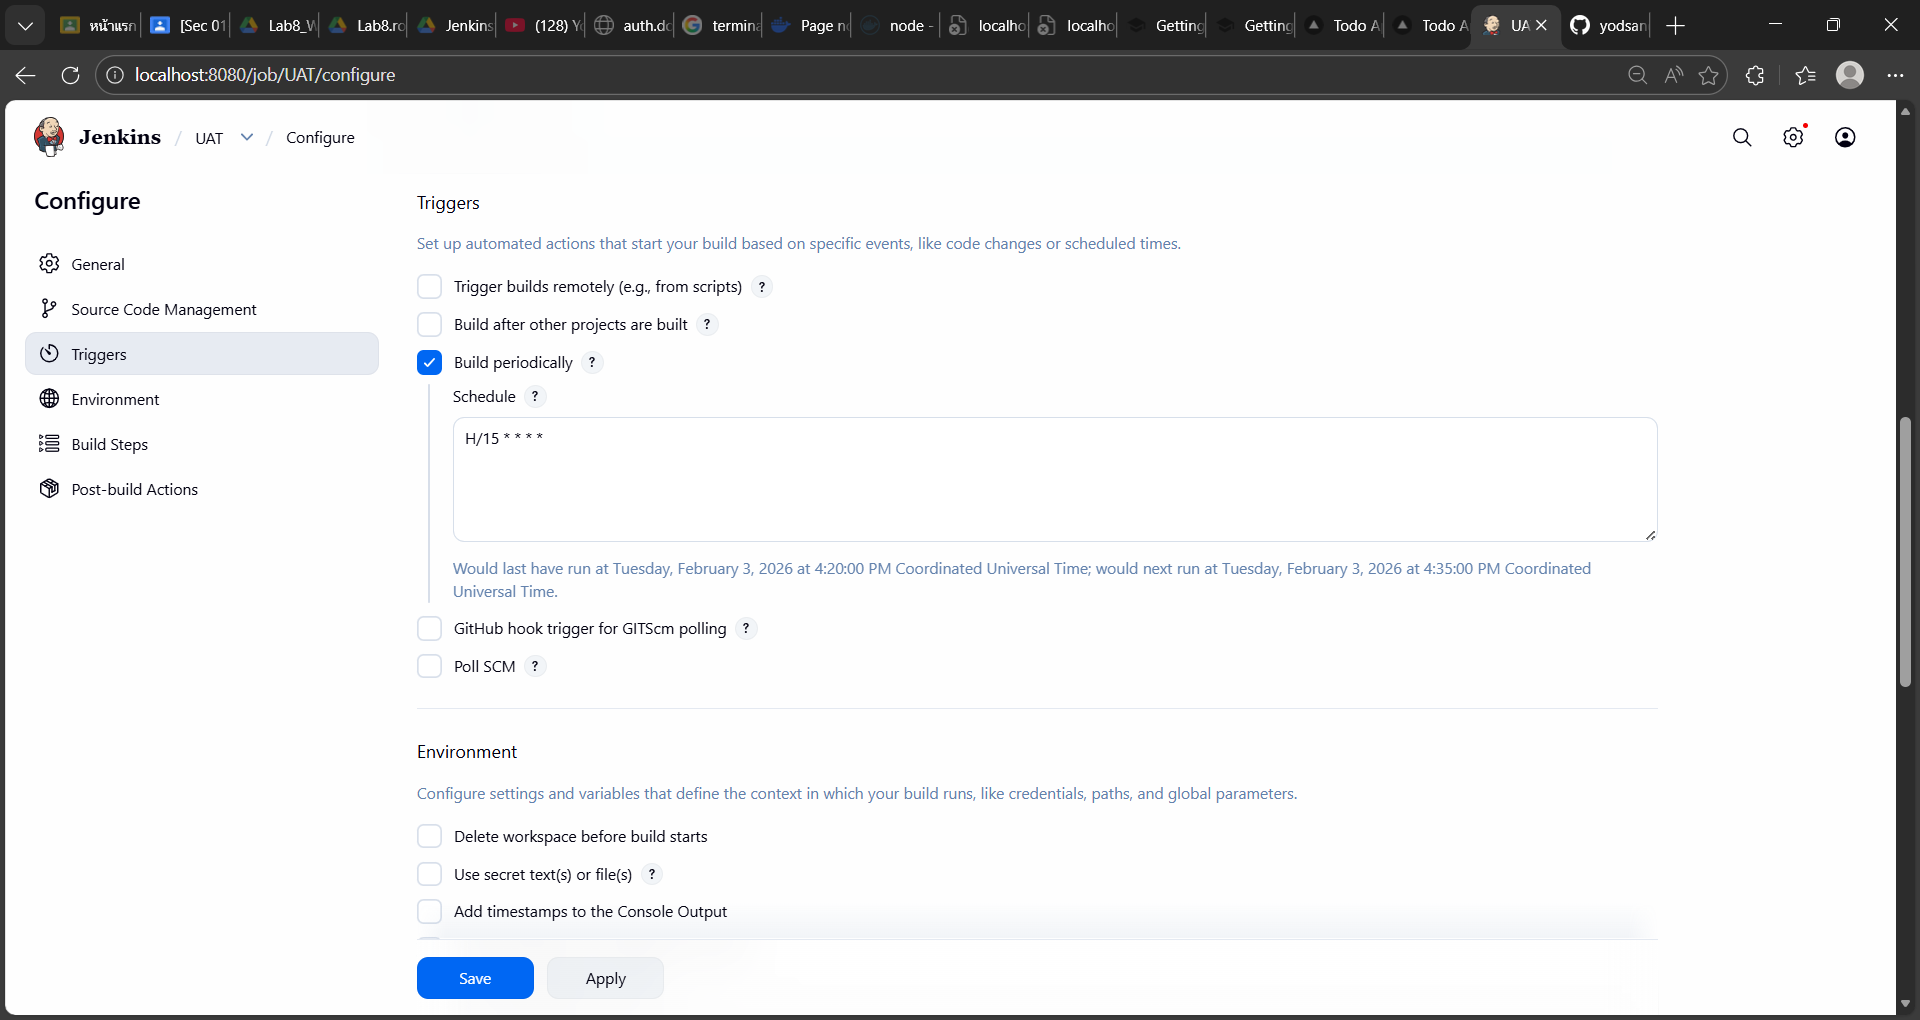 หน้าแรก
[Sec 01
Lab8_W
Lab8.ro
Jenkins
(128) Yo
auth.do
termina
Page no
node -
localho
localho
Getting
Getting
Todo A
Todo A
UA
yodsan
localhost:8080/job/UAT/configure
Jenkins / UAT / Configure
Configure
General
Source Code Management
Triggers
Environment
Build Steps
Post-build Actions
Triggers
Set up automated actions that start your build based on specific events, like code changes or scheduled times.
Trigger builds remotely (e.g., from scripts) ?
Build after other projects are built ?
Build periodically ?
Schedule ?
H/15 * * * *
Would last have run at Tuesday, February 3, 2026 at 4:20:00 PM Coordinated Universal Time; would next run at Tuesday, February 3, 2026 at 4:35:00 PM Coordinated
Universal Time.
GitHub hook trigger for GITScm polling ?
Poll SCM ?
Environment
Configure settings and variables that define the context in which your build runs, like credentials, paths, and global parameters.
Delete workspace before build starts
Use secret text(s) or file(s) ?
Add timestamps to the Console Output
Save
Apply